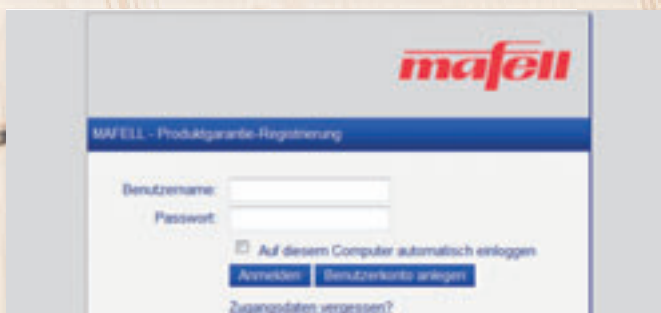 mafell
MAFELL - Produktgarantie-Registrierung
Benutzername:
Passwort:
Auf diesem Computer automatisch einloggen
Anmelden Benutzerkonto anlegen
Zugangsdaten vergessen?